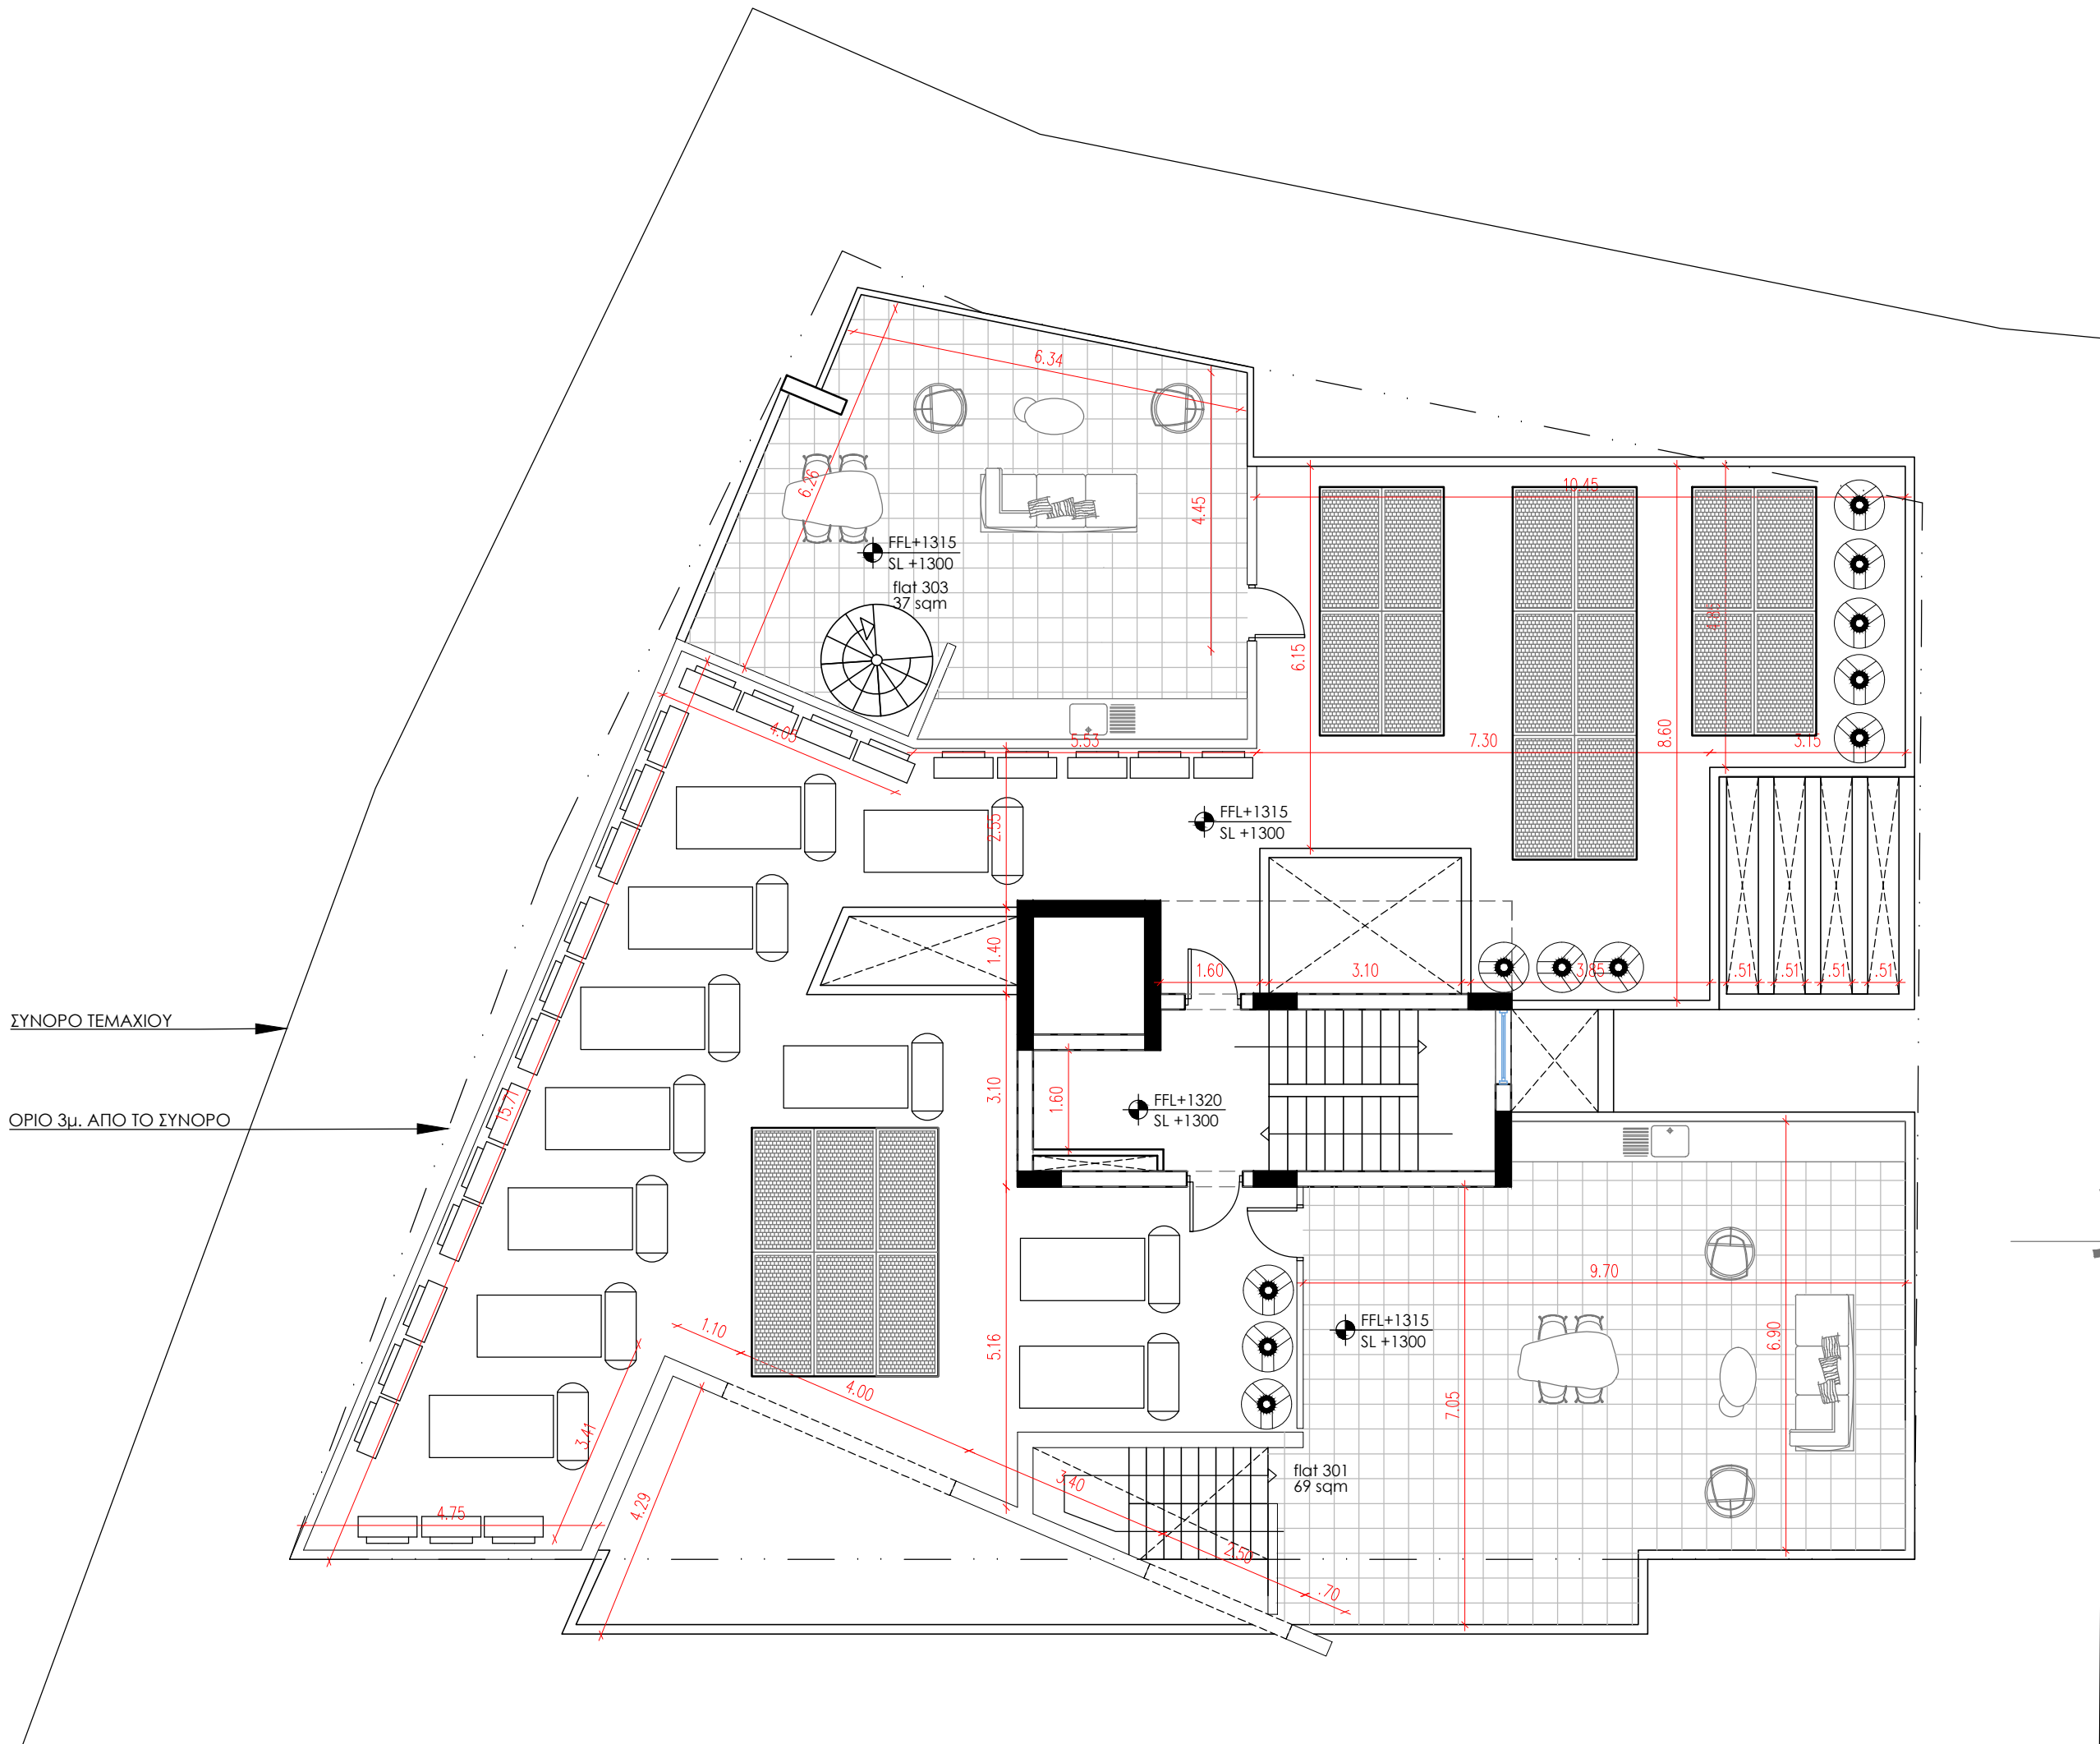 6.34
6.26
4.45
10.45
FFL+1315
SL +1300
flat 303
37 sqm
4.85
6.15
8.60
4.05
5.53
7.30
3.15
2.55
FFL+1315
SL +1300
1.40
1.60
3.10
3.85
.51
.51
.51
.51
ΣΥΝΟΡΟ ΤΕΜΑΧΙΟΥ
3.10
1.60
FFL+1320
SL +1300
15.71
ΟΡΙΟ 3μ. ΑΠΟ ΤΟ ΣΥΝΟΡΟ
9.70
1.10
FFL+1315
SL +1300
5.16
6.90
4.00
7.05
3.41
flat 301
69 sqm
3.40
4.29
4.75
2.50
.70